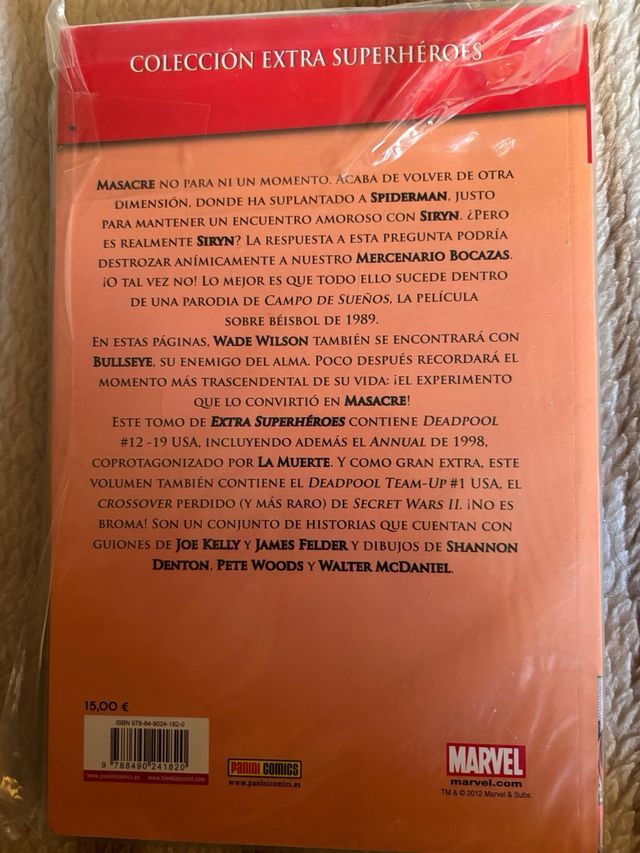 COLECCIÓN EXTRA SUPERHÉROES
MASACRE NO PARA NI UN MOMENTO. ACABA DE VOLVER DE OTRA
DIMENSIÓN, DONDE HA SUPLANTADO A SPIDERMAN, JUSTO
PARA MANTENER UN ENCUENTRO AMOROSO CON SIRYN. ¿PERO
ES REALMENTE SIRYN? LA RESPUESTA A ESTA PREGUNTA PODRÍA
DESTROZAR ANÍMICAMENTE A NUESTRO MERCENARIO BOCAZAS.
¡O TAL VEZ NO! LO MEJOR ES QUE TODO ELLO SUCEDE DENTRO
DE UNA PARODIA DE CAMPO DE SUEÑOS, LA PELÍCULA
SOBRE BÉISBOL DE 1989.
EN ESTAS PÁGINAS, WADE WILSON TAMBIÉN SE ENCONTRARÁ CON
BULLSEYE, SU ENEMIGO DEL ALMA. POCO DESPUÉS RECORDARÁ EL
MOMENTO MÁS TRASCENDENTAL DE SU VIDA: ¡EL EXPERIMENTO
QUE LO CONVIRTIÓ EN MASACRE!
ESTE TOMO DE EXTRA SUPERHÉROES CONTIENE DEADPOOL
#12 -19 USA, INCLUYENDO ADEMÁS EL ANNUAL DE 1998,
COPROTAGONIZADO POR LA MUERTE. Y COMO GRAN EXTRA, ESTE
VOLUMEN TAMBIÉN CONTIENE EL DEADPOOL TEAM-UP #1 USA, EL
CROSSOVER PERDIDO (Y MÁS RARO) DE SECRET WARS II. ¡NO ES
BROMA! SON UN CONJUNTO DE HISTORIAS QUE CUENTAN CON
GUIONES DE JOE KELLY Y JAMES FELDER Y DIBUJOS DE SHANNON
DENTON, PETE WOODS Y WALTER MCDANIEL.
15,00 €
ISBN 978-84-9024-182-0
9 788490 241820
www.paninicomics.es www.tiendapanini.com
PANINI COMICS
www.paninicomics.es
MARVEL
marvel.com
TM & © 2012 Marvel & Subs.